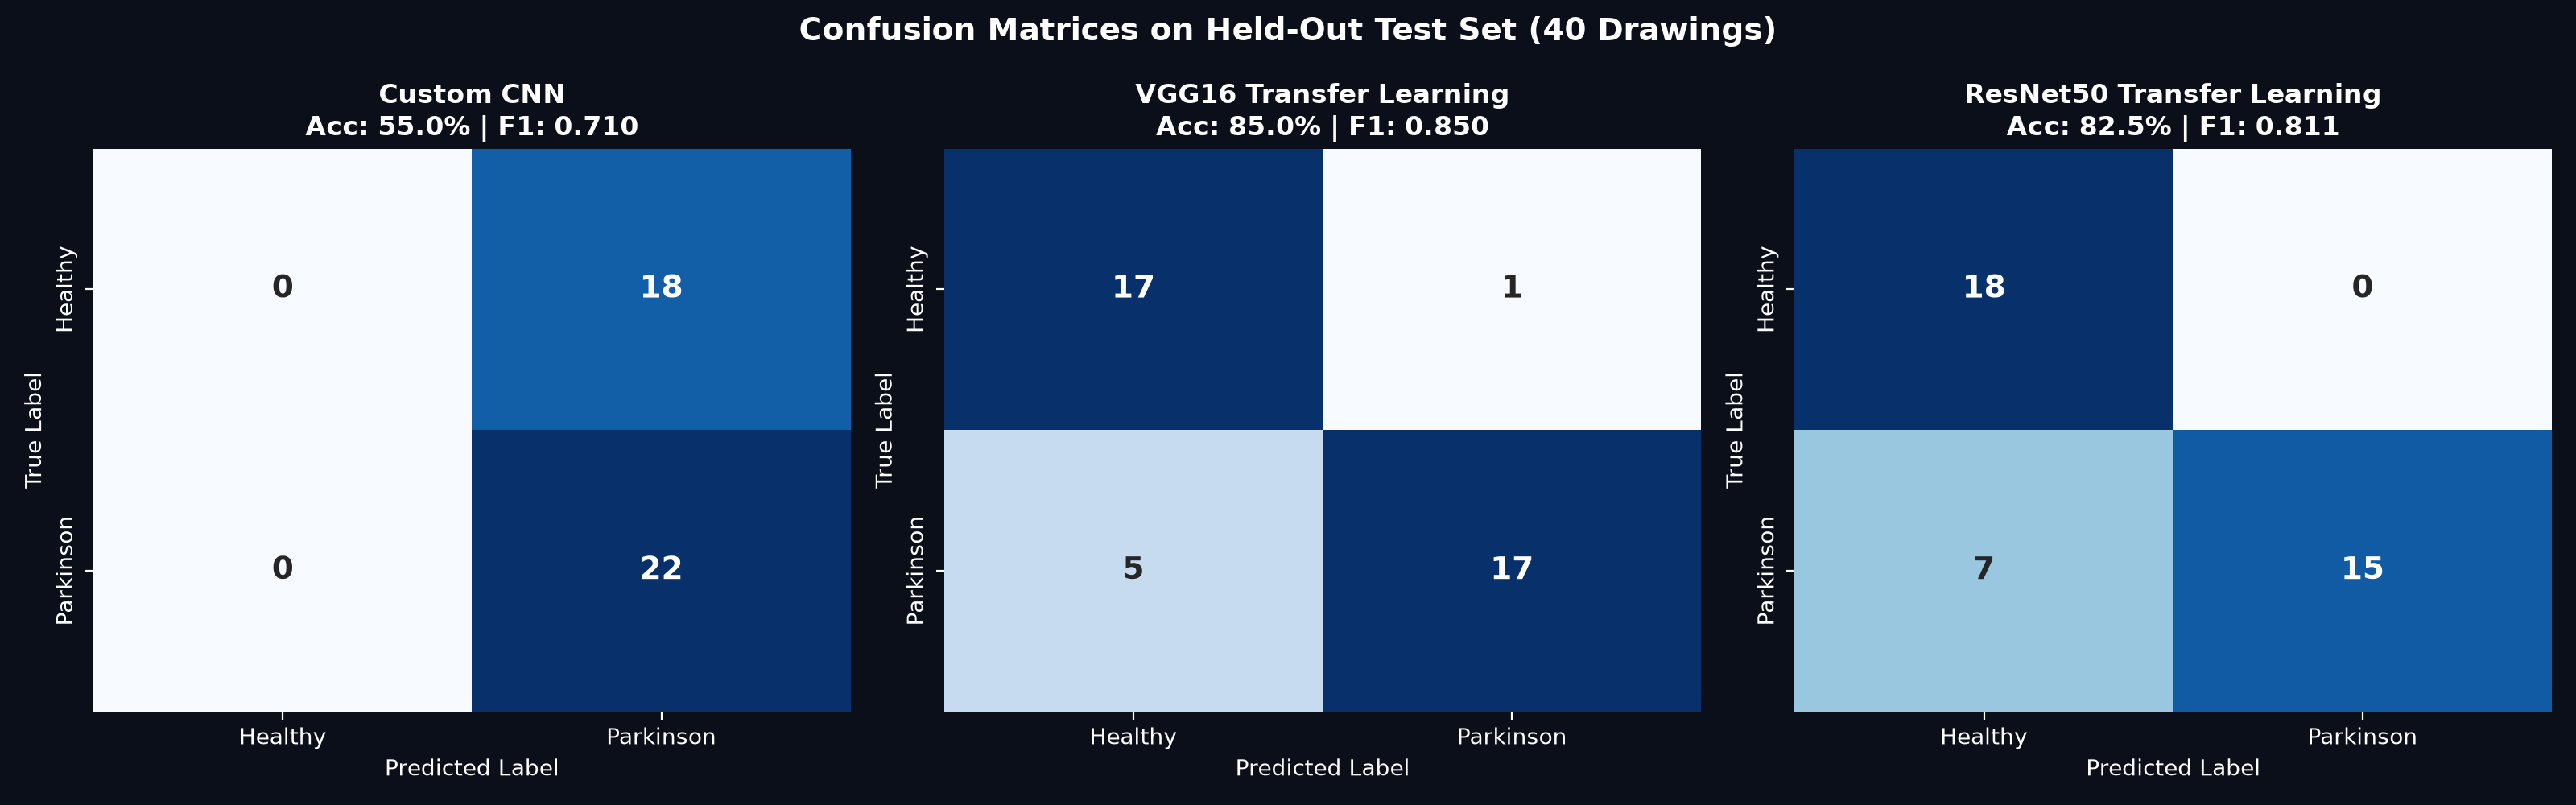 Confusion Matrices on Held-Out Test Set (40 Drawings)
Custom CNN
Acc: 55.0% | F1: 0.710
True Label
Healthy
Parkinson
0
18
0
22
Healthy
Parkinson
Predicted Label
VGG16 Transfer Learning
Acc: 85.0% | F1: 0.850
True Label
Healthy
Parkinson
17
1
5
17
Healthy
Parkinson
Predicted Label
ResNet50 Transfer Learning
Acc: 82.5% | F1: 0.811
True Label
Healthy
Parkinson
18
0
7
15
Healthy
Parkinson
Predicted Label